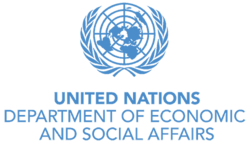 UNITED NATIONS
DEPARTMENT OF ECONOMIC
AND SOCIAL AFFAIRS